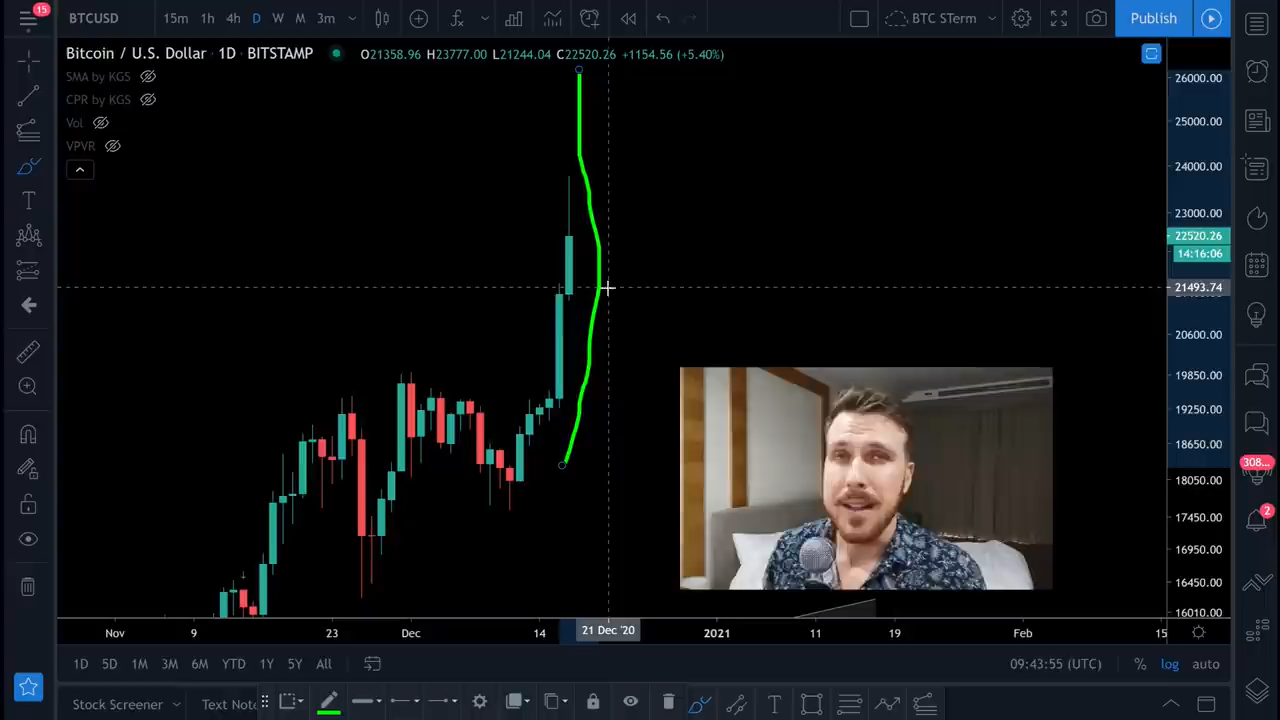 15
BTCUSD 15m 1h 4h D W M 3m BTC STerm Publish
Bitcoin / U.S. Dollar · 1D · BITSTAMP O21358.96 H23777.00 L21244.04 C22520.26 +1154.56 (+5.40%)
SMA by KGS
CPR by KGS
Vol
VPVR
26000.00
25000.00
24000.00
23000.00
22520.26
14:16:06
21493.74
20600.00
19850.00
19250.00
18650.00
18050.00
17450.00
16950.00
16450.00
16010.00
308...
2
Nov 9 23 Dec 14 21 Dec '20 2021 11 19 Feb 15
1D 5D 1M 3M 6M YTD 1Y 5Y All 09:43:55 (UTC) % log auto
Stock Screener Text Note